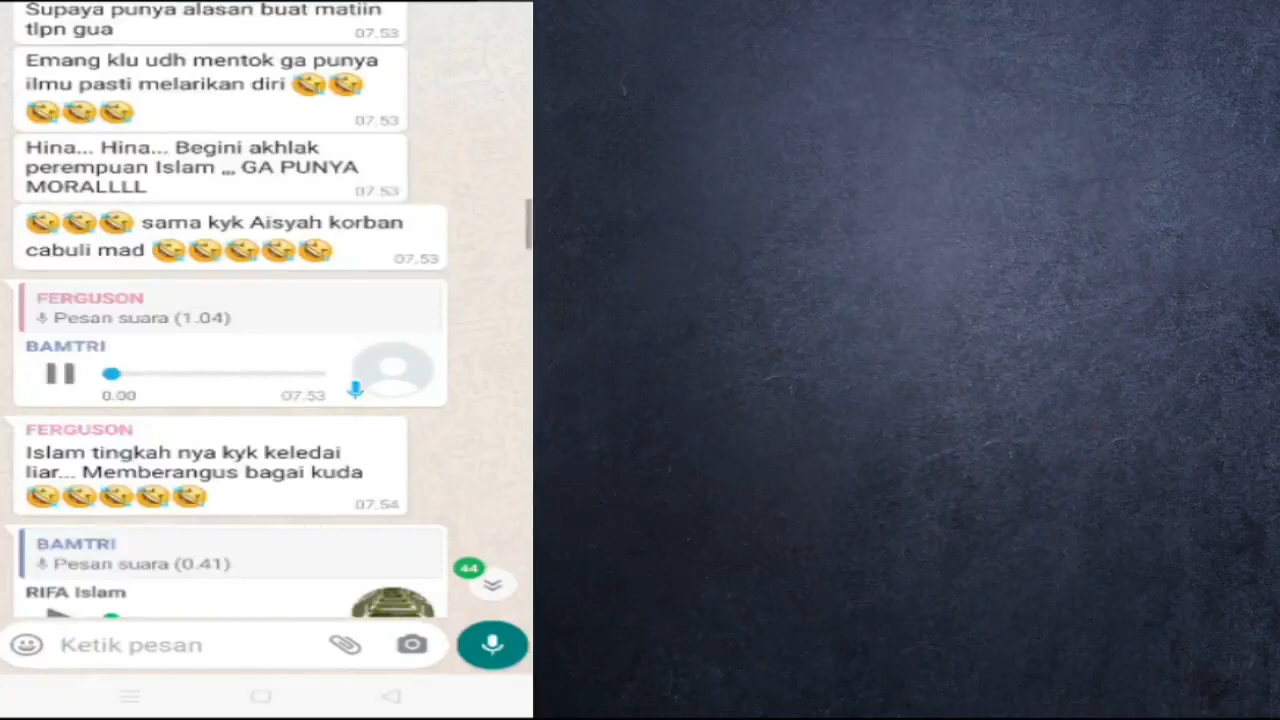 Supaya punya alasan buat matiin
tlpn gua
07.53
Emang klu udh mentok ga punya
ilmu pasti melarikan diri 🤣🤣
🤣🤣🤣
07.53
Hina... Hina... Begini akhlak
perempuan Islam ,,, GA PUNYA
MORALLLL
07.53
🤣🤣🤣 sama kyk Aisyah korban
cabuli mad 🤣🤣🤣🤣🤣
07.53
FERGUSON
Pesan suara (1.04)
BAMTRI
0.00 07.53
FERGUSON
Islam tingkah nya kyk keledai
liar... Memberangus bagai kuda
🤣🤣🤣🤣🤣
07.54
BAMTRI
Pesan suara (0.41)
44
RIFA Islam
Ketik pesan